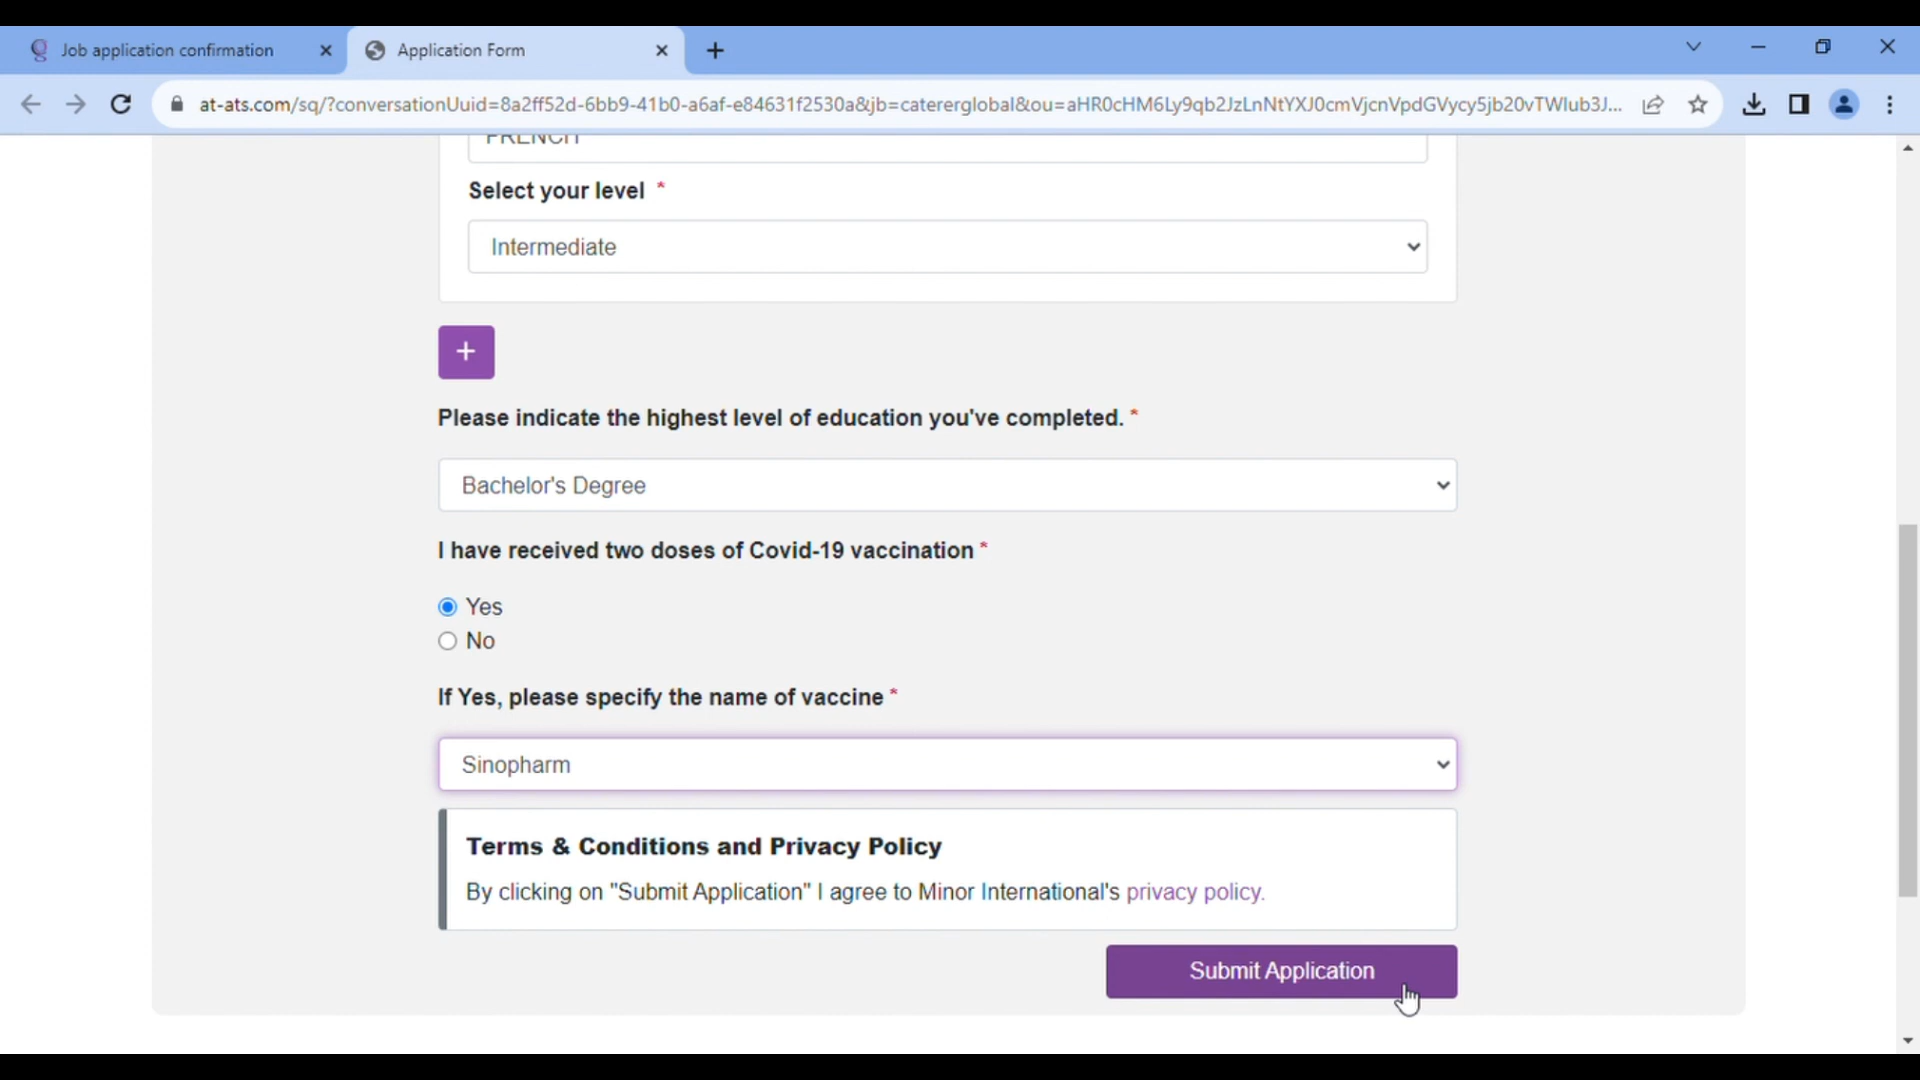 Job application confirmation
Application Form
at-ats.com/sq/?conversationUuid=8a2ff52d-6bb9-41b0-a6af-e84631f2530a&jb=catererglobal&ou=aHR0cHM6Ly9qb2JzLnNtYXJ0cmVjcnVpdGVycy5jb20vTWlub3J...
FRENCH
Select your level *
Intermediate
+
Please indicate the highest level of education you've completed. *
Bachelor's Degree
I have received two doses of Covid-19 vaccination *
Yes
No
If Yes, please specify the name of vaccine *
Sinopharm
Terms & Conditions and Privacy Policy
By clicking on "Submit Application" I agree to Minor International's privacy policy.
Submit Application